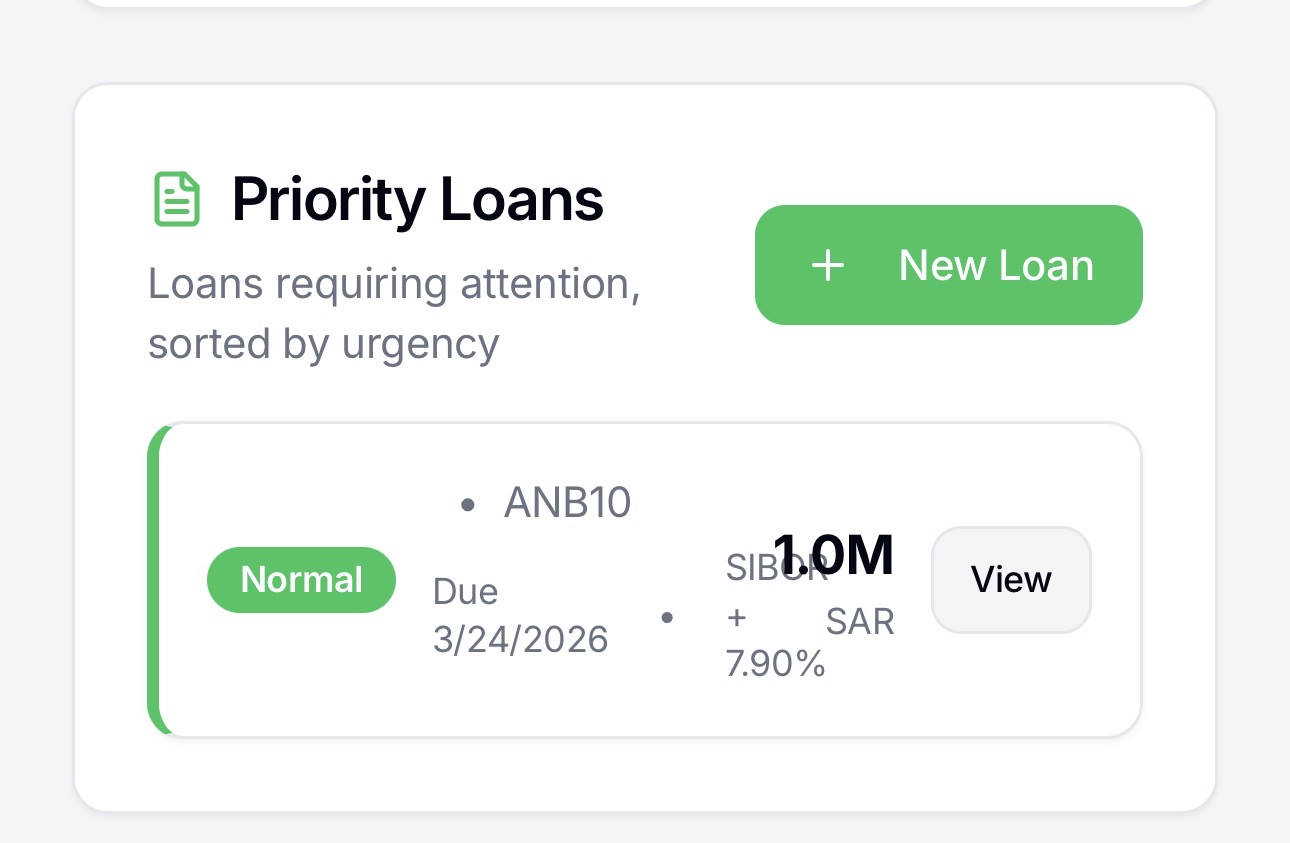 Priority Loans
Loans requiring attention,
sorted by urgency
+ New Loan
• ANB10
Normal
Due
3/24/2026
•
SIBOR
+
7.90%
1.0M
SAR
View